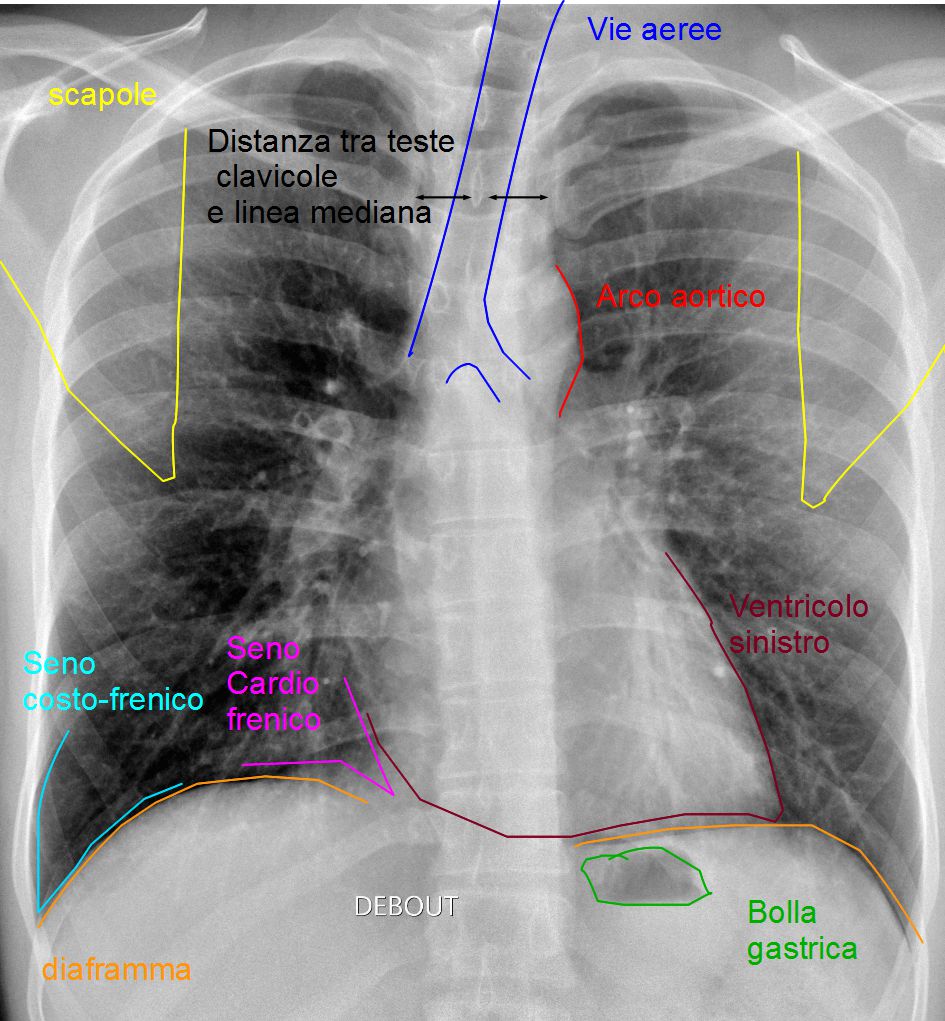 Vie aeree
scapole
Distanza tra teste
clavicole
e linea mediana
Arco aortico
Ventricolo
sinistro
Seno
costo-frenico
Seno
Cardio
frenico
DEBOUT
Bolla
gastrica
diaframma